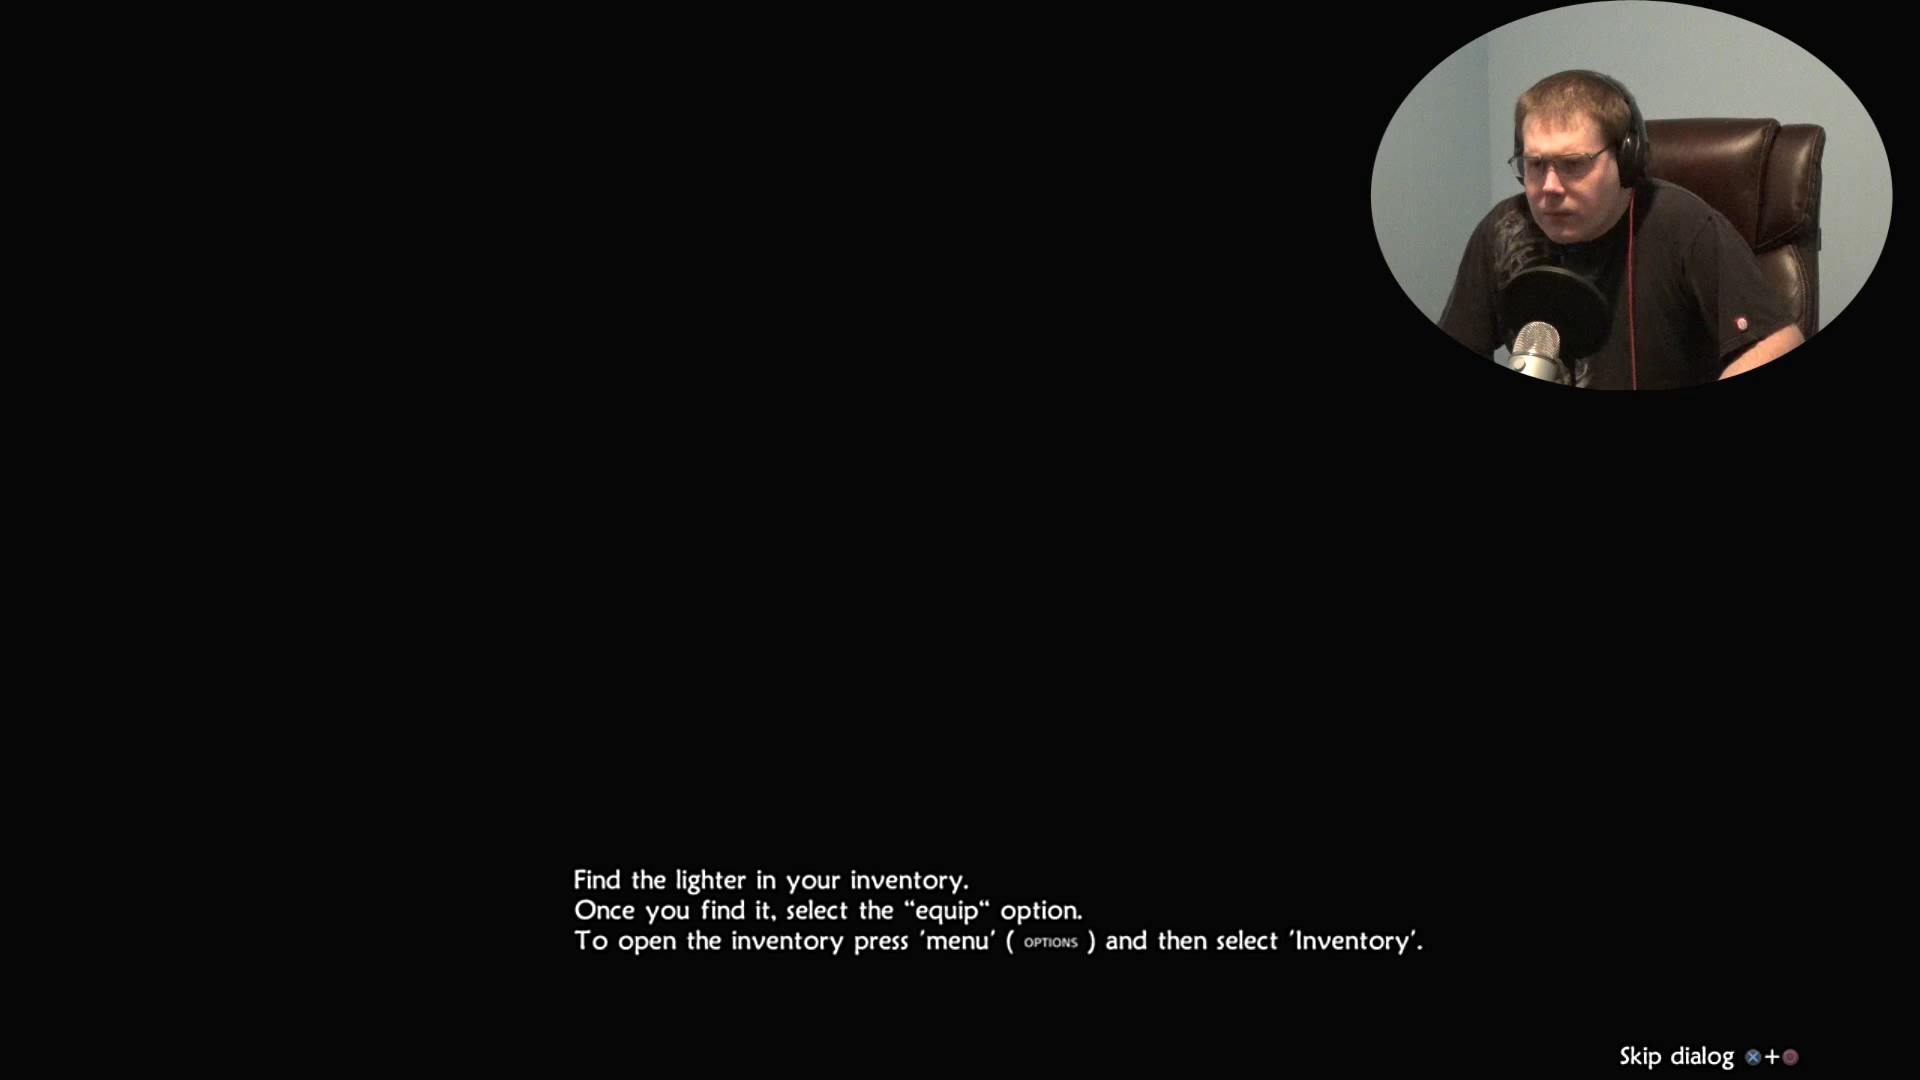 Find the lighter in your inventory.
Once you find it, select the “equip“ option.
To open the inventory press 'menu' ( OPTIONS ) and then select 'Inventory'.
Skip dialog +